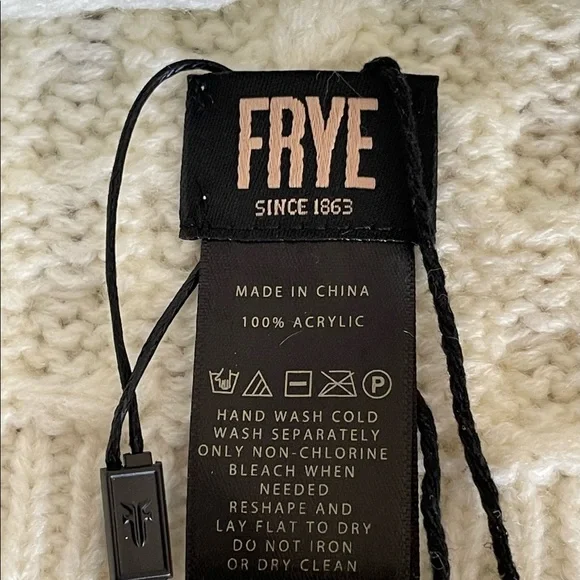 FRYE
SINCE 1863
MADE IN CHINA
100% ACRYLIC
P
HAND WASH COLD
WASH SEPARATELY
ONLY NON-CHLORINE
BLEACH WHEN
NEEDED
RESHAPE AND
LAY FLAT TO DRY
DO NOT IRON
OR DRY CLEAN